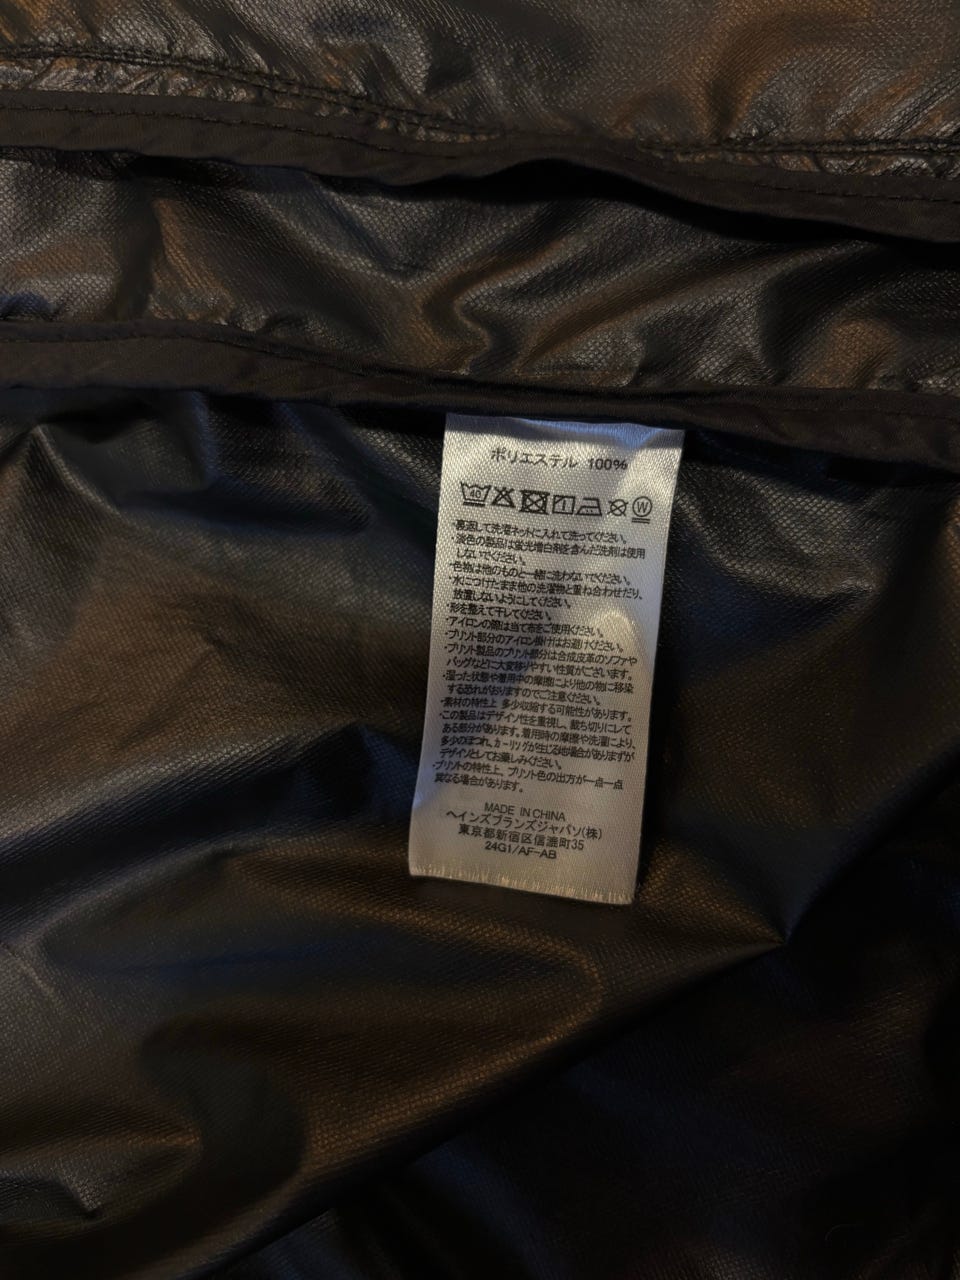 ポリエステル 100%
40 W
・裏返して洗濯ネットに入れて洗ってください。
・淡色の製品は蛍光増白剤を含んだ洗剤は使用
しないでください。
・色物は他のものと一緒に洗わないでください。
・水につけたまま他の洗濯物と重ね合わせだり、
放置しないようにしてください。
・形を整えて干してください。
・アイロンの際は当て布をご使用ください。
・プリント部分のアイロン掛けはお避けください。
・プリント製品のプリント部分は合成皮革のソファや
バッグなどに大変移りやすい性質がございます。
・湿った状態や着用中の摩擦により他の物に移染
する恐れがおりますのでご注意ください。
・素材の特性上 多少収縮する可能性があります。
・この製品はデザイン性を重視し、裁ち切りにして
ある部分があります。着用時の摩擦や洗濯により、
多少のほつれ、カーリングが生じる場合がありますが
デザインとしてお楽しみください。
・プリントの特性上、プリント色の出方が一点一点
異なる場合があります。
MADE IN CHINA
ヘインズブランズジャパン(株)
東京都新宿区信濃町35
24G1/AF-AB